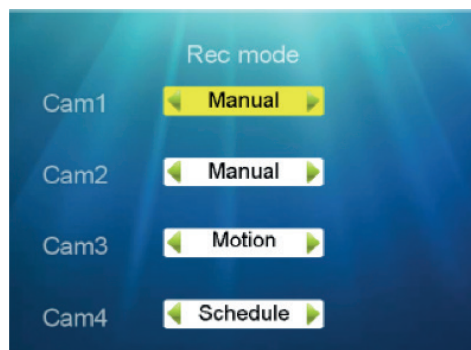 Rec mode
Cam1 Manual
Cam2 Manual
Cam3 Motion
Cam4 Schedule